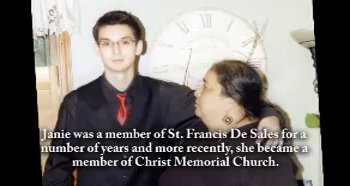 Janie was a member of St. Francis De Sales for a
number of years and more recently, she became a
member of Christ Memorial Church.